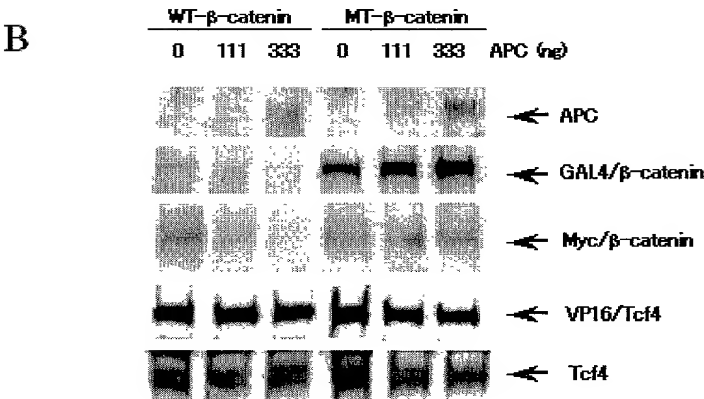 B
WT-β-catenin MT-β-catenin
0 111 333 0 111 333 APC (ng)
APC
GAL4/β-catenin
Myc/β-catenin
VP16/Tcf4
Tcf4